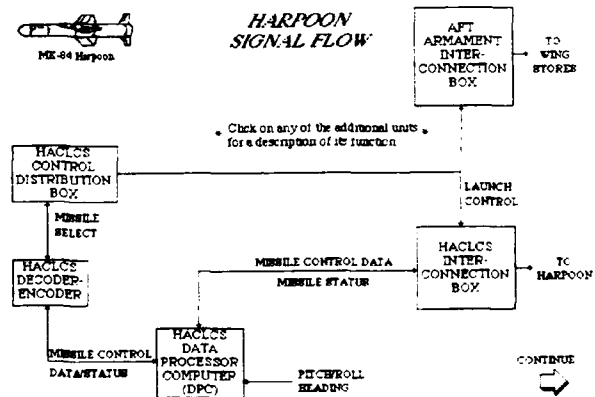 HARPOON
SIGNAL FLOW
MK-84 Harpoon
AFT
ARMAMENT
INTER-
CONNECTION
BOX
TO
WING
STORES
* Click on any of the additional units *
for a description of its function
HACLCS
CONTROL
DISTRIBUTION
BOX
LAUNCH
CONTROL
MISSILE
SELECT
HACLCS
INTER-
CONNECTION
BOX
TO
HARPOON
MISSILE CONTROL DATA
MISSILE STATUS
HACLCS
DECODER-
ENCODER
HACLCS
DATA
PROCESSOR
COMPUTER
(DPC)
MISSILE CONTROL
DATA/STATUS
PITCH/ROLL
HEADING
CONTINUE